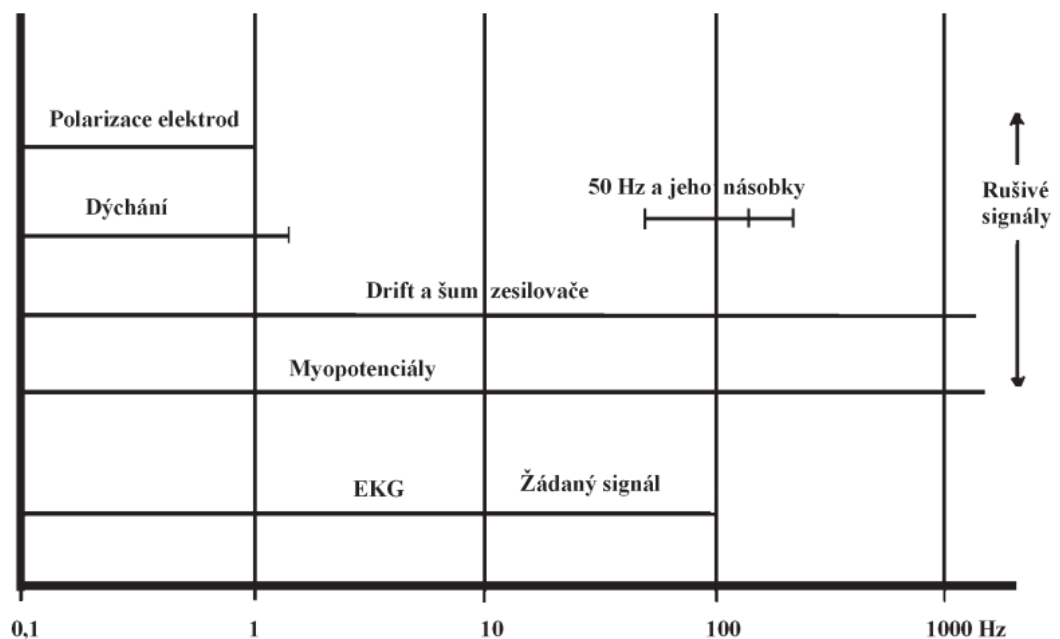 Polarizace elektrod
50 Hz a jeho násobky
Rušivé
signály
Dýchání
Drift a šum zesilovače
Myopotenciály
EKG
Žádaný signál
0,1 1 10 100 1000 Hz